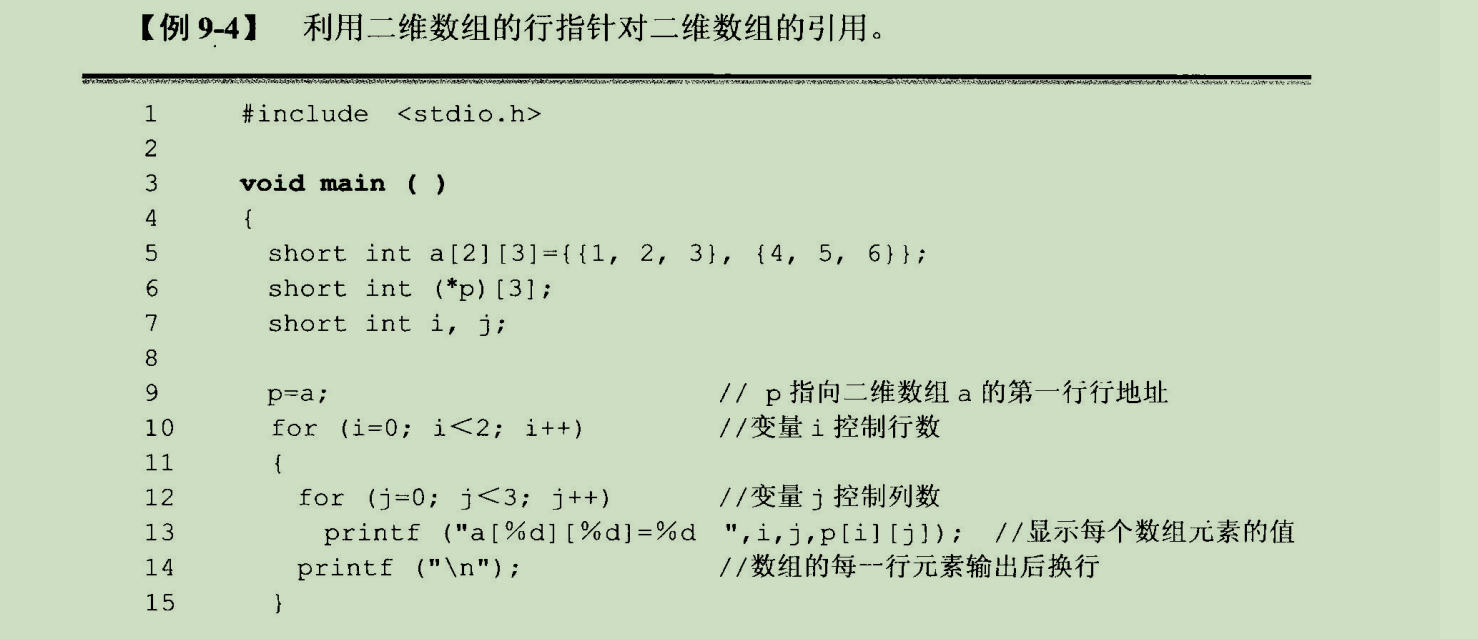 【例 9-4】 利用二维数组的行指针对二维数组的引用。
1 #include <stdio.h>
2
3 void main ( )
4 {
5 short int a[2][3]={{1, 2, 3}, {4, 5, 6}};
6 short int (*p)[3];
7 short int i, j;
8
9 p=a; // p 指向二维数组 a 的第一行行地址
10 for (i=0; i<2; i++) //变量 i 控制行数
11 {
12 for (j=0; j<3; j++) //变量 j 控制列数
13 printf ("a[%d][%d]=%d ",i,j,p[i][j]); //显示每个数组元素的值
14 printf ("\n"); //数组的每一行元素输出后换行
15 }